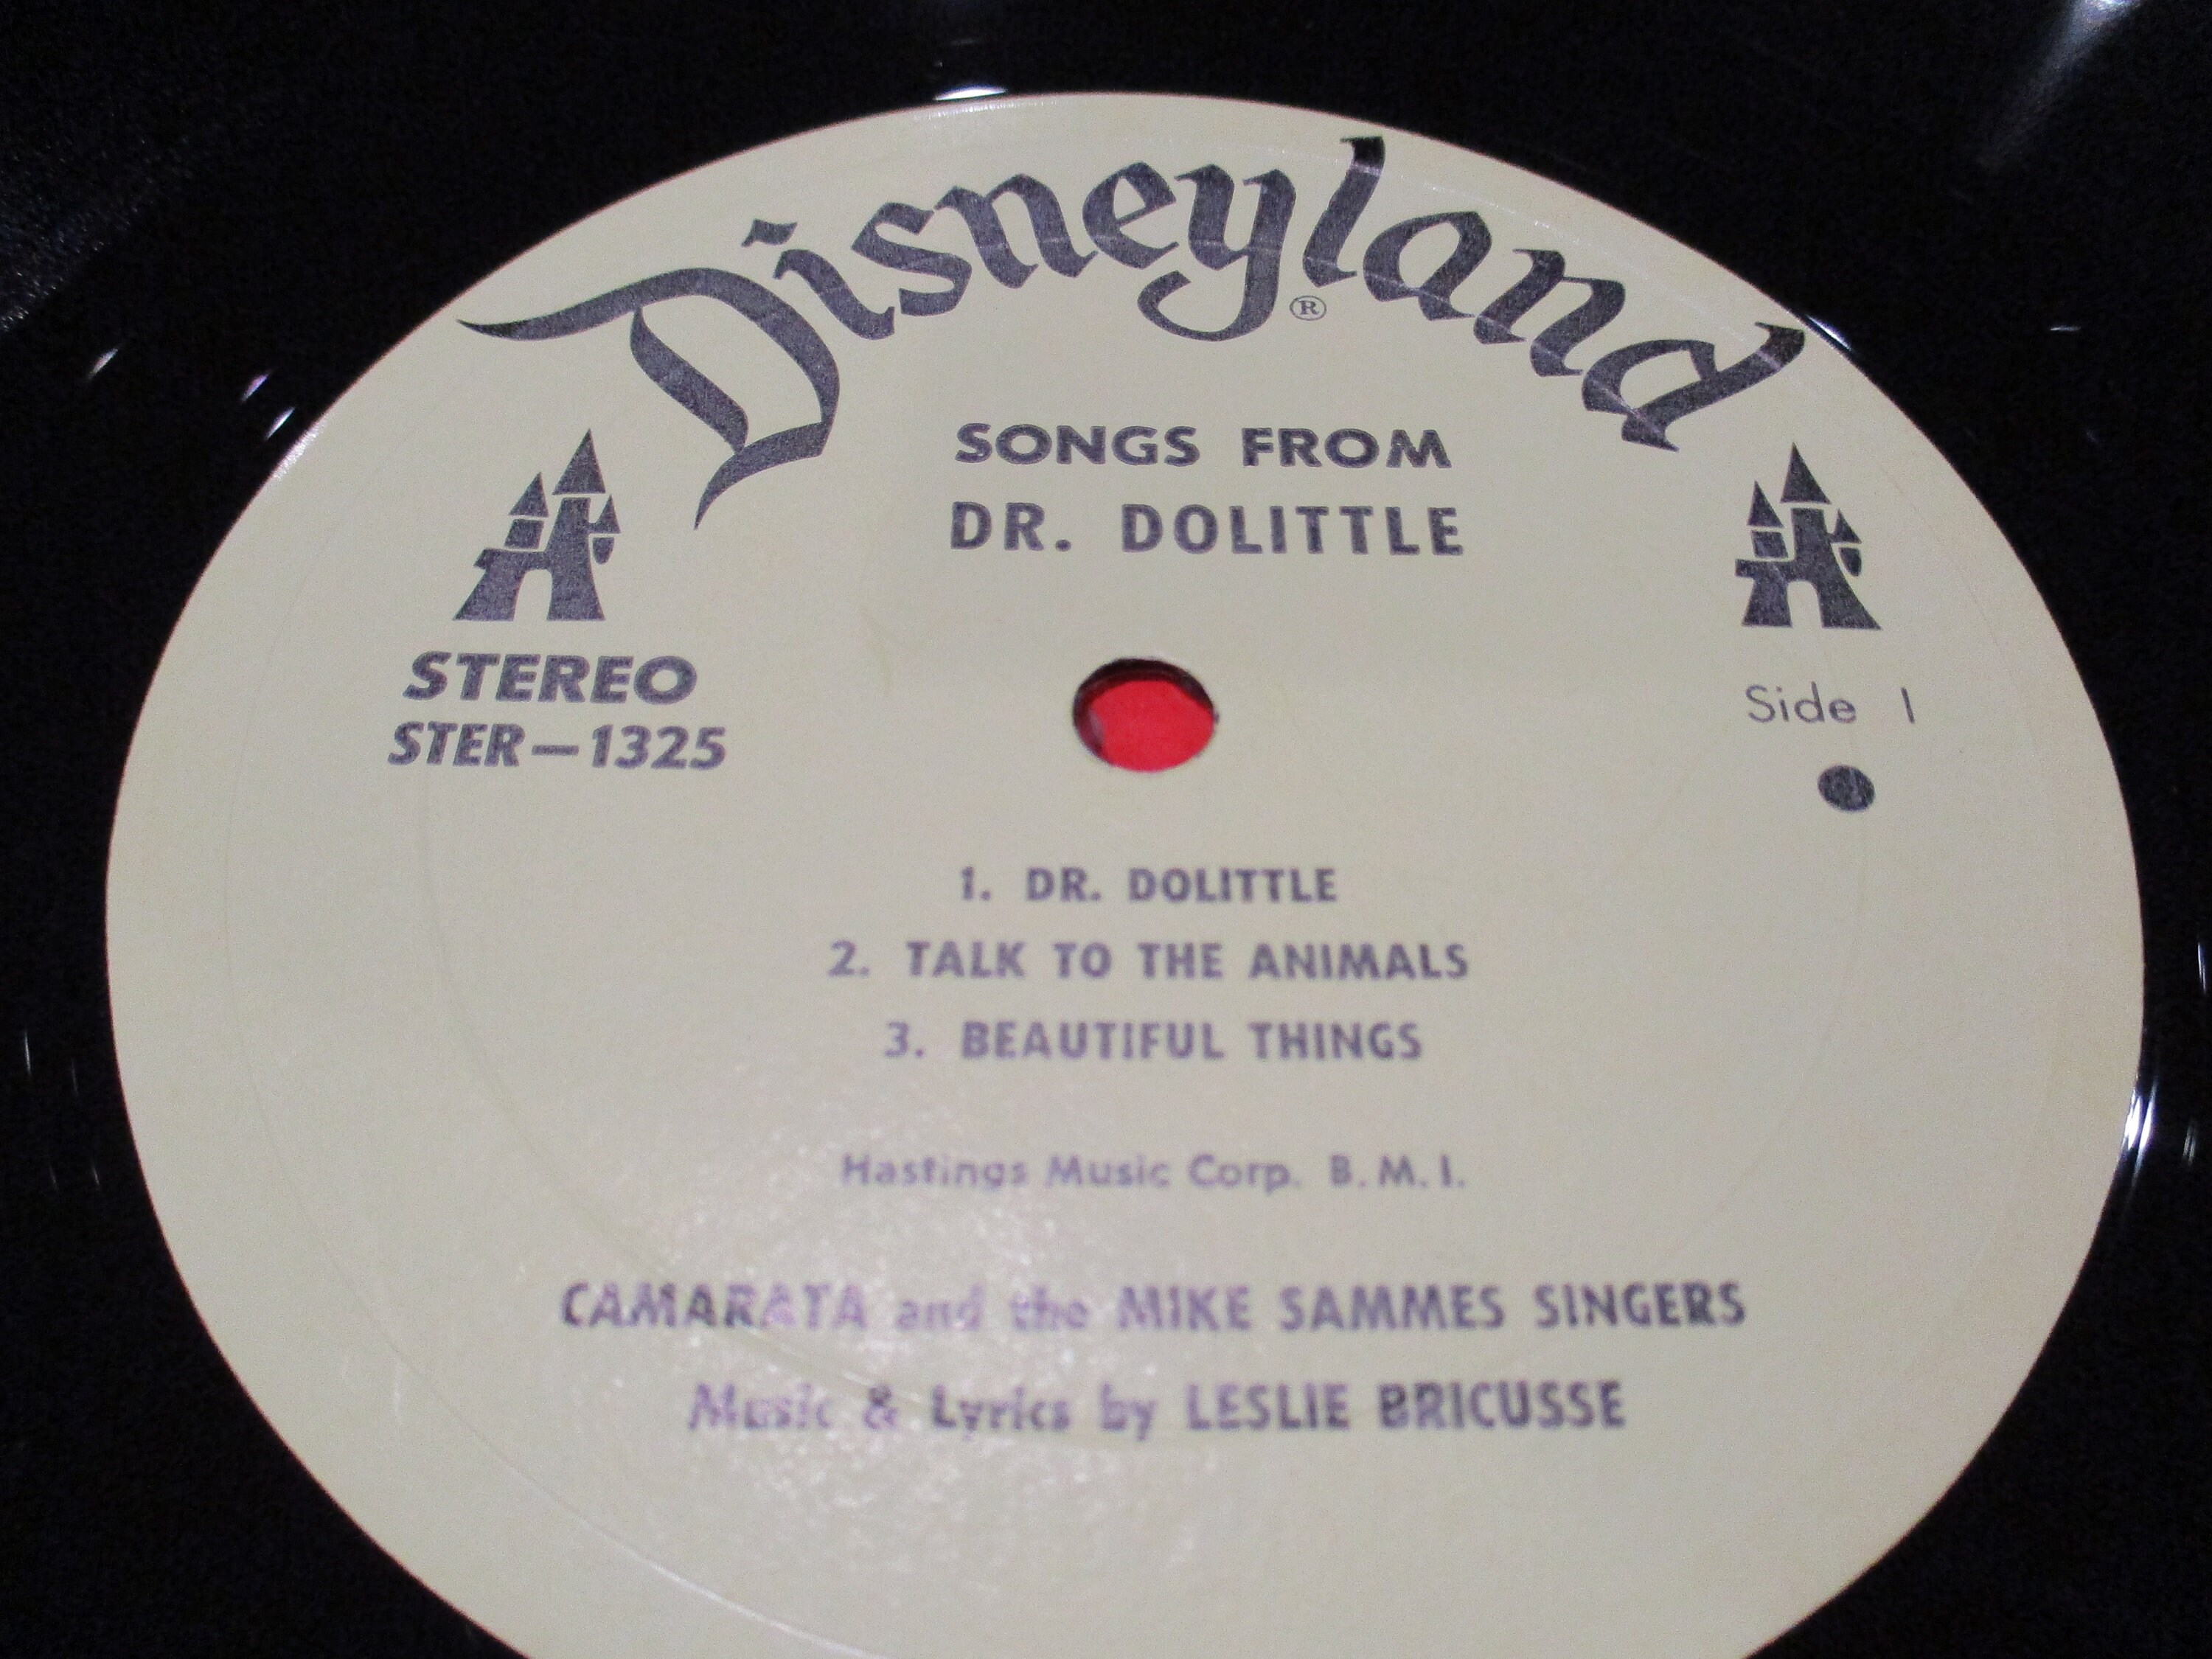 Disneyland®
SONGS FROM
DR. DOLITTLE
STEREO
STER—1325
Side 1
1. DR. DOLITTLE
2. TALK TO THE ANIMALS
3. BEAUTIFUL THINGS
Hastings Music Corp. B.M.I.
CAMARATA and the MIKE SAMMES SINGERS
Music & Lyrics by LESLIE BRICUSSE